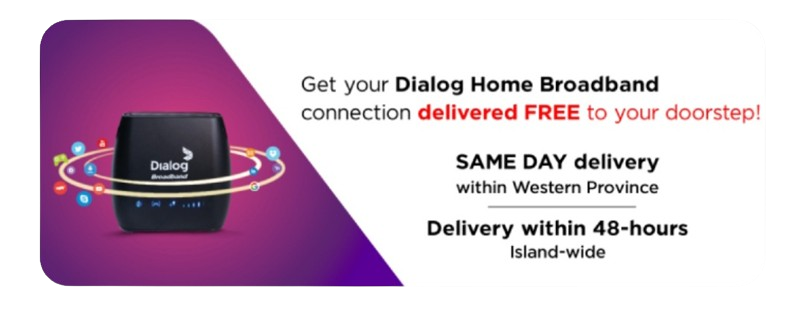 Get your Dialog Home Broadband
connection delivered FREE to your doorstep!
Dialog
Broadband
SAME DAY delivery
within Western Province
Delivery within 48-hours
Island-wide